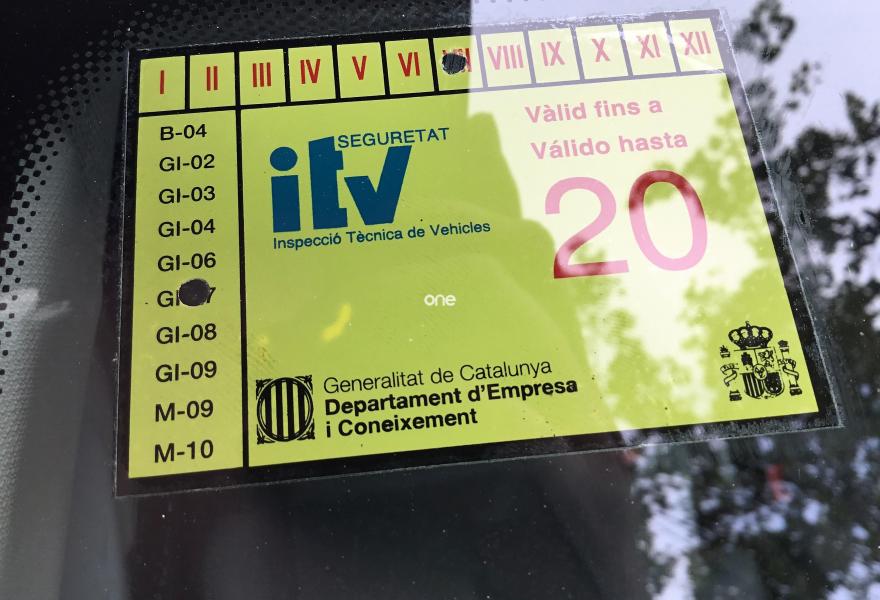 I II III IV V VI VIII IX X XI XII
B-04
GI-02
GI-03
GI-04
GI-06
GI-08
GI-09
M-09
M-10
SEGURETAT
itv
Inspecció Tècnica de Vehicles
Vàlid fins a
Válido hasta
20
one
Generalitat de Catalunya
Departament d'Empresa
i Coneixement